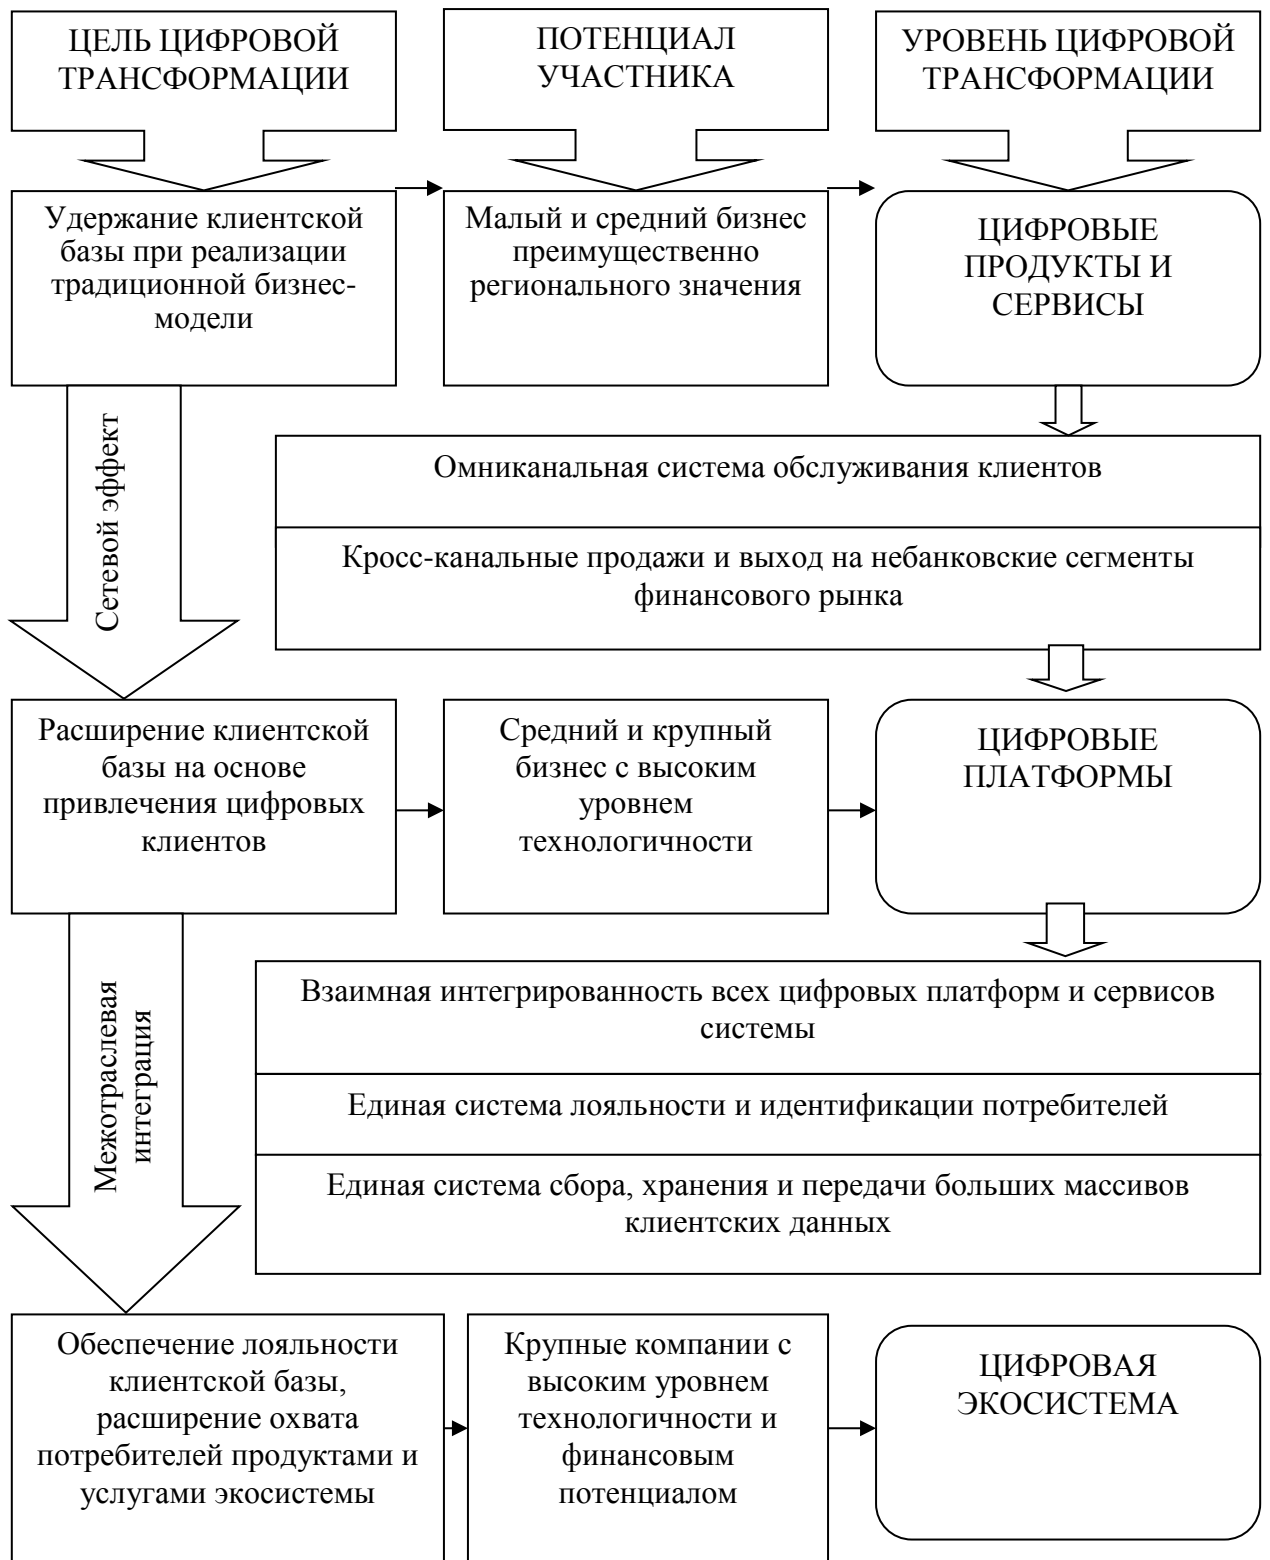 ЦЕЛЬ ЦИФРОВОЙ
ТРАНСФОРМАЦИИ
ПОТЕНЦИАЛ
УЧАСТНИКА
УРОВЕНЬ ЦИФРОВОЙ
ТРАНСФОРМАЦИИ
Удержание клиентской
базы при реализации
традиционной бизнес-
модели
Малый и средний бизнес
преимущественно
регионального значения
ЦИФРОВЫЕ
ПРОДУКТЫ И
СЕРВИСЫ
Сетевой эффект
Омниканальная система обслуживания клиентов
Кросс-канальные продажи и выход на небанковские сегменты
финансового рынка
Расширение клиентской
базы на основе
привлечения цифровых
клиентов
Средний и крупный
бизнес с высоким
уровнем
технологичности
ЦИФРОВЫЕ
ПЛАТФОРМЫ
Межотраслевая
интеграция
Взаимная интегрированность всех цифровых платформ и сервисов
системы
Единая система лояльности и идентификации потребителей
Единая система сбора, хранения и передачи больших массивов
клиентских данных
Обеспечение лояльности
клиентской базы,
расширение охвата
потребителей продуктами и
услугами экосистемы
Крупные компании с
высоким уровнем
технологичности и
финансовым
потенциалом
ЦИФРОВАЯ
ЭКОСИСТЕМА